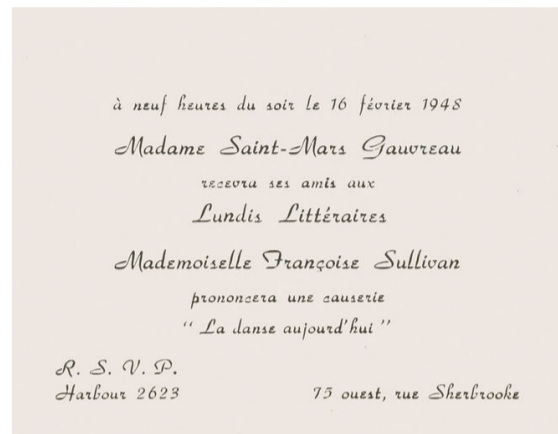 à neuf heures du soir le 16 février 1948
Madame Saint-Mars Gauvreau
recevra ses amis aux
Lundis Littéraires
Mademoiselle Françoise Sullivan
prononcera une causerie
“ La danse aujourd'hui ”
R. S. V. P.
Harbour 2623
75 ouest, rue Sherbrooke